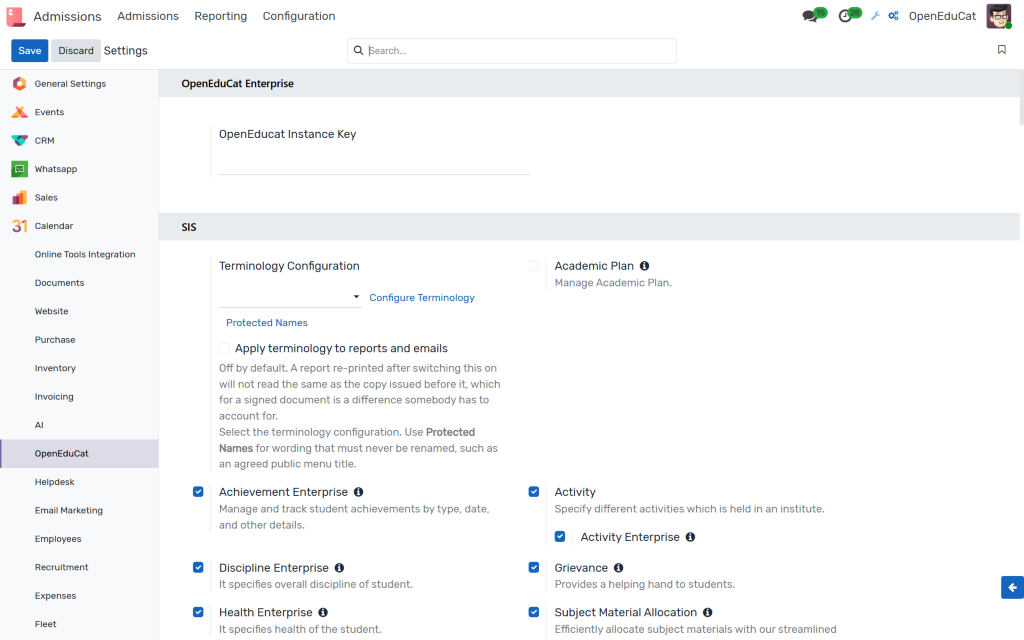 Admissions Admissions Reporting Configuration 15 28 OpenEduCat
Save Discard Settings Search...
General Settings
Events
CRM
Whatsapp
Sales
31 Calendar
Online Tools Integration
Documents
Website
Purchase
Inventory
Invoicing
AI
OpenEduCat
Helpdesk
Email Marketing
Employees
Recruitment
Expenses
Fleet
OpenEduCat Enterprise
OpenEducat Instance Key
SIS
Terminology Configuration
Configure Terminology
Protected Names
Apply terminology to reports and emails
Off by default. A report re-printed after switching this on
will not read the same as the copy issued before it, which
for a signed document is a difference somebody has to
account for.
Select the terminology configuration. Use Protected
Names for wording that must never be renamed, such as
an agreed public menu title.
Academic Plan
Manage Academic Plan.
Achievement Enterprise
Manage and track student achievements by type, date,
and other details.
Activity
Specify different activities which is held in an institute.
Activity Enterprise
Discipline Enterprise
It specifies overall discipline of student.
Grievance
Provides a helping hand to students.
Health Enterprise
It specifies health of the student.
Subject Material Allocation
Efficiently allocate subject materials with our streamlined